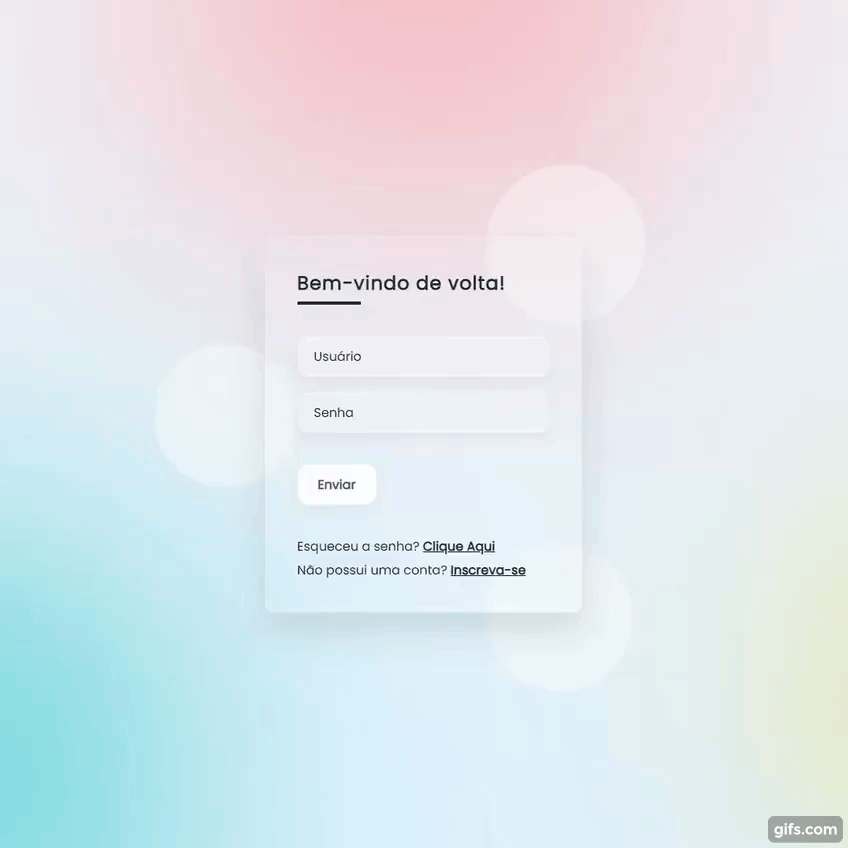 Bem-vindo de volta!
Usuário
Senha
Enviar
Esqueceu a senha? Clique Aqui
Não possui uma conta? Inscreva-se
gifs.com